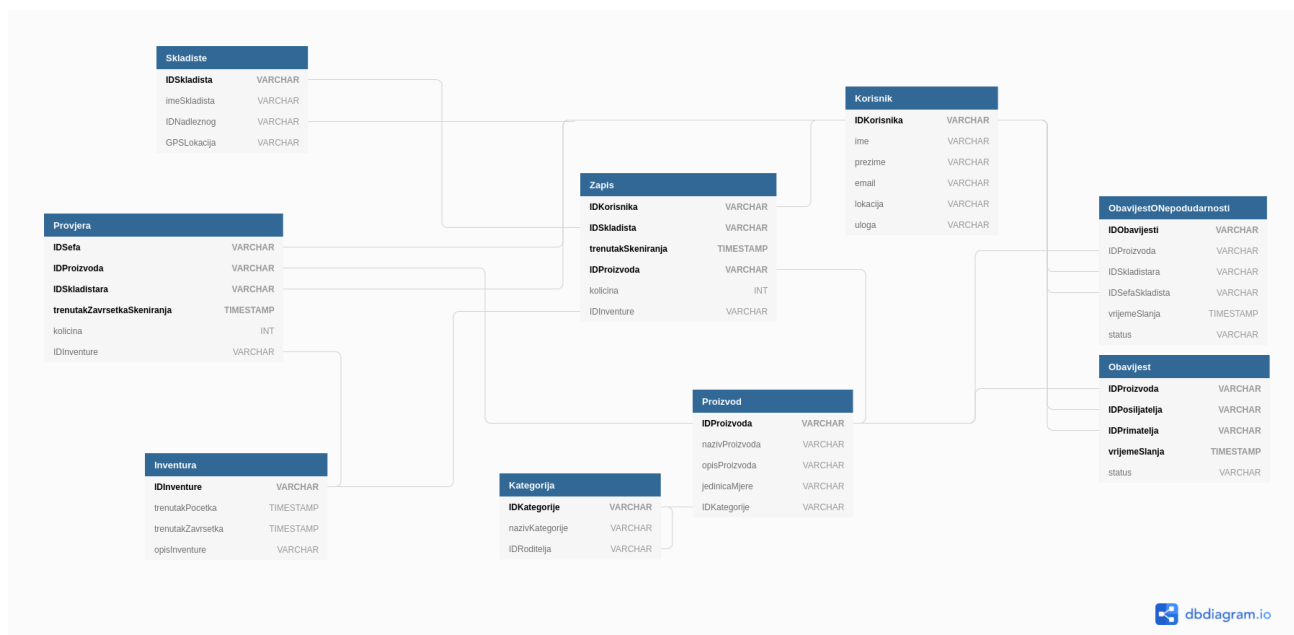 Skladiste
IDSkladista VARCHAR
imeSkladista VARCHAR
IDNadleznog VARCHAR
GPSLokacija VARCHAR
Korisnik
IDKorisnika VARCHAR
ime VARCHAR
prezime VARCHAR
email VARCHAR
lokacija VARCHAR
uloga VARCHAR
Zapis
IDKorisnika VARCHAR
IDSkladista VARCHAR
trenutakSkeniranja TIMESTAMP
IDProizvoda VARCHAR
kolicina INT
IDInventure VARCHAR
ObavijestONepodudarnosti
IDObavijesti VARCHAR
IDProizvoda VARCHAR
IDSkladistara VARCHAR
IDSefaSkladista VARCHAR
vrijemeSlanja TIMESTAMP
status VARCHAR
Provjera
IDSefa VARCHAR
IDProizvoda VARCHAR
IDSkladistara VARCHAR
trenutakZavrsetkaSkeniranja TIMESTAMP
kolicina INT
IDInventure VARCHAR
Obavijest
IDProizvoda VARCHAR
IDPosiljatelja VARCHAR
IDPrimatelja VARCHAR
vrijemeSlanja TIMESTAMP
status VARCHAR
Proizvod
IDProizvoda VARCHAR
nazivProizvoda VARCHAR
opisProizvoda VARCHAR
jedinicaMjere VARCHAR
IDKategorije VARCHAR
Inventura
IDInventure VARCHAR
trenutakPocetka TIMESTAMP
trenutakZavrsetka TIMESTAMP
opisInventure VARCHAR
Kategorija
IDKategorije VARCHAR
nazivKategorije VARCHAR
IDRoditelja VARCHAR
dbdiagram.io